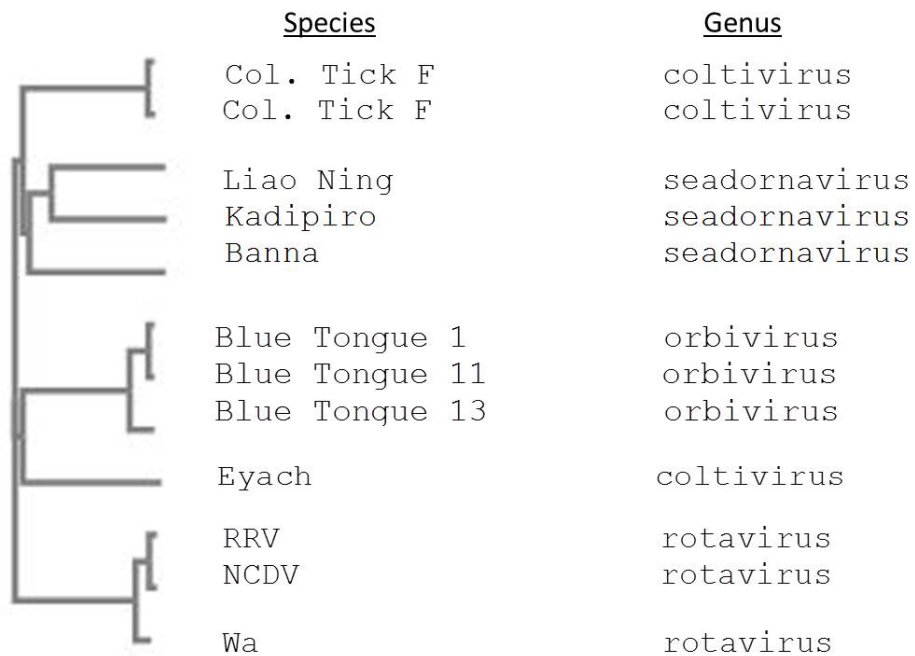 Species Genus
Col. Tick F coltivirus
Col. Tick F coltivirus
Liao Ning seadornavirus
Kadipiro seadornavirus
Banna seadornavirus
Blue Tongue 1 orbivirus
Blue Tongue 11 orbivirus
Blue Tongue 13 orbivirus
Eyach coltivirus
RRV rotavirus
NCDV rotavirus
Wa rotavirus